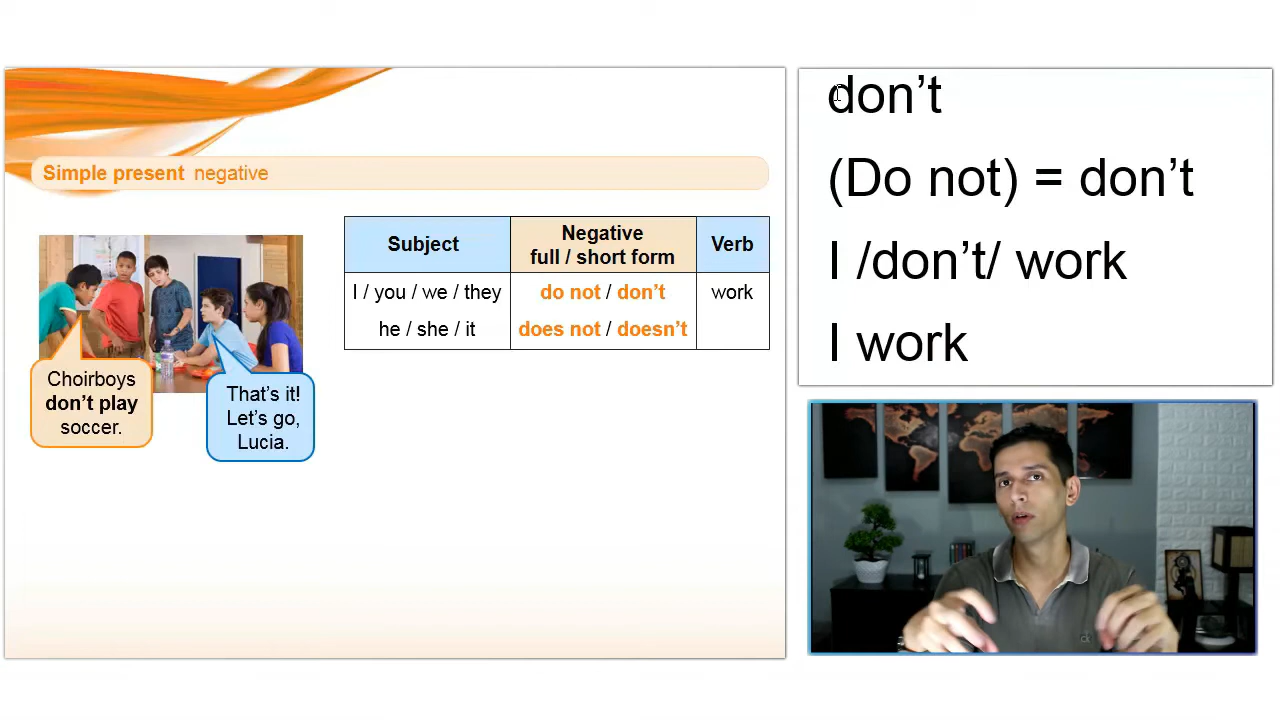 Simple present negative
Subject
Negative
full / short form
Verb
I / you / we / they
do not / don’t
work
he / she / it
does not / doesn’t
Choirboys
don’t play
soccer.
That’s it!
Let’s go,
Lucia.
don’t
(Do not) = don’t
I /don’t/ work
I work